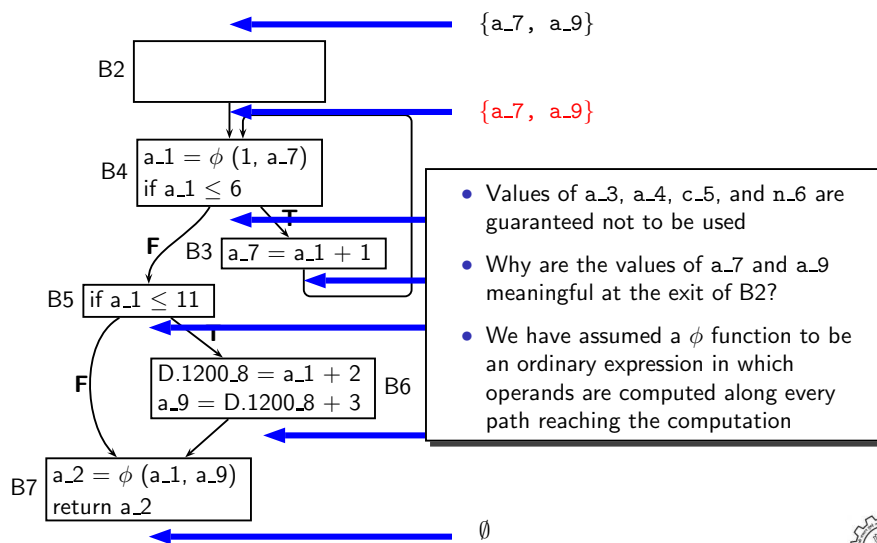 {a_7, a_9}
B2
{a_7, a_9}
B4
a_1 = ϕ (1, a_7)
if a_1 ≤ 6
F
T
B3
a_7 = a_1 + 1
B5
if a_1 ≤ 11
F
T
D.1200_8 = a_1 + 2
a_9 = D.1200_8 + 3
B6
B7
a_2 = ϕ (a_1, a_9)
return a_2
∅
• Values of a_3, a_4, c_5, and n_6 are
guaranteed not to be used
• Why are the values of a_7 and a_9
meaningful at the exit of B2?
• We have assumed a ϕ function to be
an ordinary expression in which
operands are computed along every
path reaching the computation